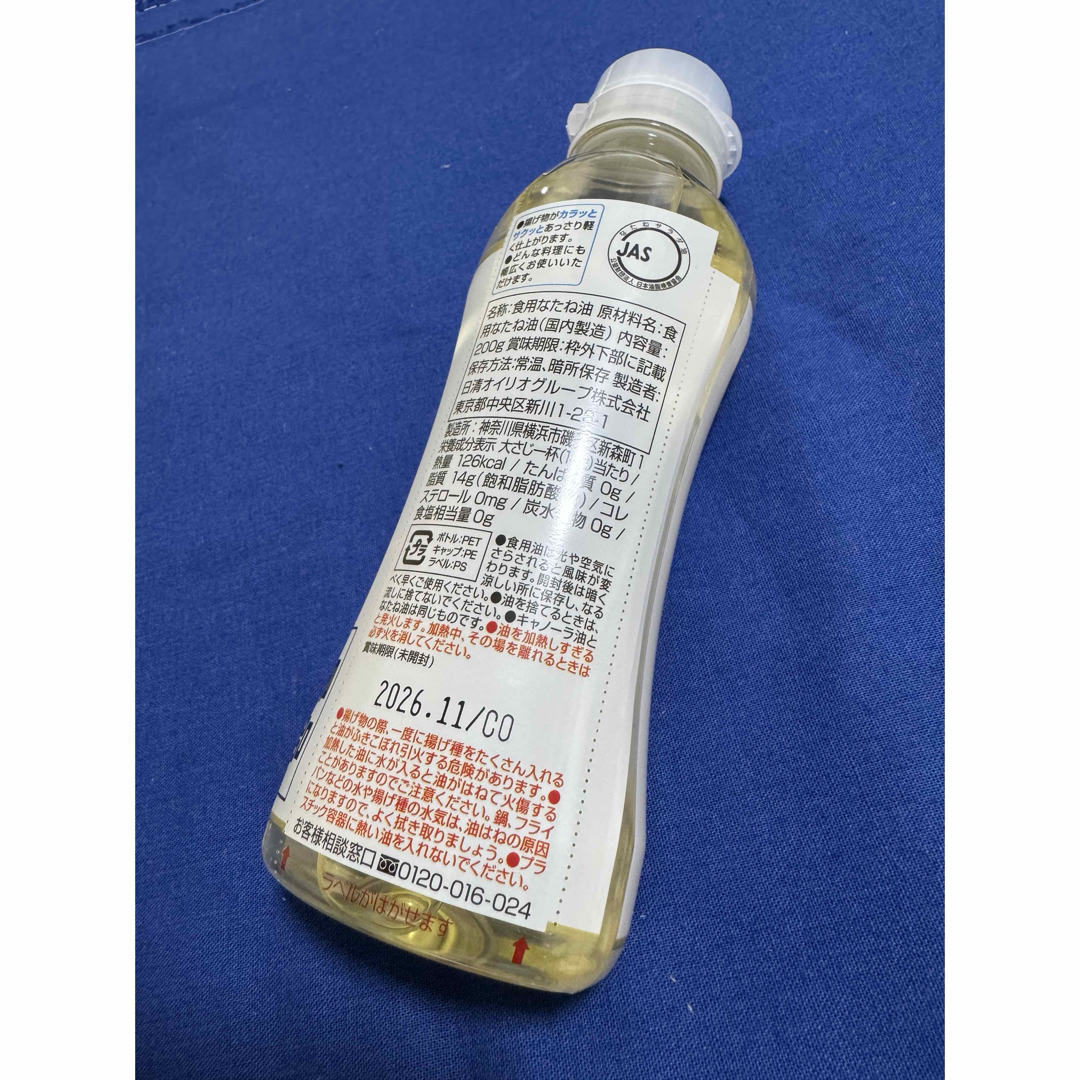 ●揚げ物がカラッと
サクッとあっさり軽
く仕上がります。
●どんな料理にも
幅広くお使いいた
だけます。
なたねサラダ油
JAS
公益財団法人 日本油脂検査協会
名称:食用なたね油 原材料名:食
用なたね油(国内製造) 内容量:
200g 賞味期限:枠外下部に記載
保存方法:常温、暗所保存 製造者:
日清オイリオグループ株式会社
東京都中央区新川1-23-1
製造所:神奈川県横浜市磯 区新森町1
栄養成分表示 大さじ一杯( )当たり/
熱量 126kcal / たんぱ 質 0g /
脂質 14g(飽和脂肪酸 )/コレ
ステロール 0mg / 炭水 物 0g /
食塩相当量 0g
プラ
ボトル:PET
キャップ:PE
ラベル:PS
●食用油は光や空気に
さらされると風味が変
わります。開封後は暗く
涼しい所に保存し、なる
べく早くご使用ください。●油を捨てるときは、
流しに捨てないでください。●キャノーラ油と
なたね油は同じものです。●油を加熱しすぎる
と発火します。加熱中、その場を離れるときは
必ず火を消してください。
賞味期限(未開封)
2026.11/CO
●揚げ物の際、一度に揚げ種をたくさん入れる
と油がふきこぼれ引火する危険があります。●
加熱した油に水が入ると油がはねて火傷する
ことがありますのでご注意ください。鍋、フライ
パンなどの水や揚げ種の水気は、油はねの原因
になりますので、よく拭き取りましょう。●プラ
スチック容器に熱い油を入れないでください。
お客様相談窓口 0120-016-024
ラベルがはがせます